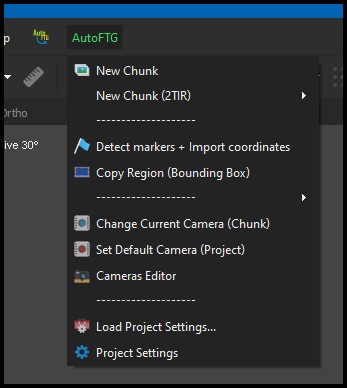 p AutoFTG AutoFTG
Ortho
ive 30°
New Chunk
New Chunk (2TIR)
--------------------
Detect markers + Import coordinates
Copy Region (Bounding Box)
--------------------
Change Current Camera (Chunk)
Set Default Camera (Project)
Cameras Editor
--------------------
Load Project Settings...
Project Settings